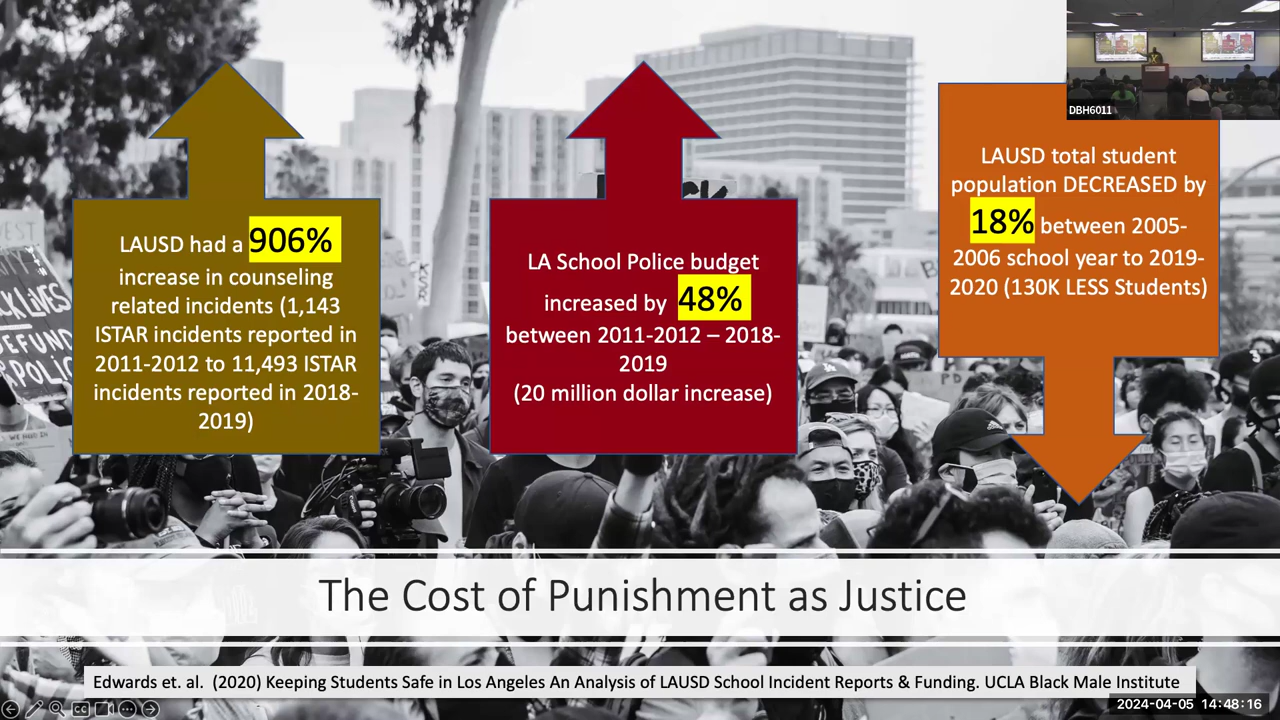 DBH6011
LAUSD had a 906%
increase in counseling
related incidents (1,143
ISTAR incidents reported in
2011-2012 to 11,493 ISTAR
incidents reported in 2018-
2019)
LA School Police budget
increased by 48%
between 2011-2012 – 2018-
2019
(20 million dollar increase)
LAUSD total student
population DECREASED by
18% between 2005-
2006 school year to 2019-
2020 (130K LESS Students)
The Cost of Punishment as Justice
Edwards et. al. (2020) Keeping Students Safe in Los Angeles An Analysis of LAUSD School Incident Reports & Funding. UCLA Black Male Institute
CC
2024-04-05 14:48:16